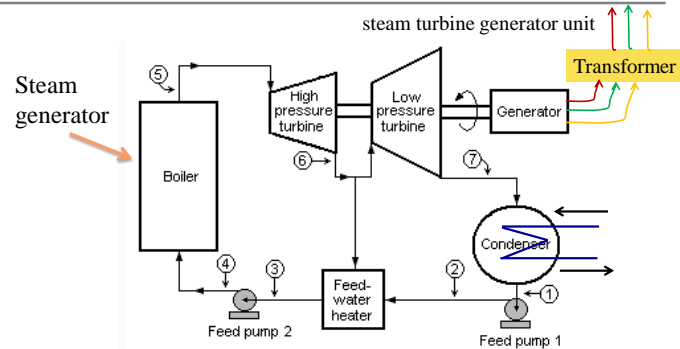 steam turbine generator unit
Transformer
Steam
generator
⑤
High
pressure
turbine
Low
pressure
turbine
Generator
⑥
⑦
Boiler
Condenser
④
③
②
①
Feed-
water
heater
Feed pump 2
Feed pump 1